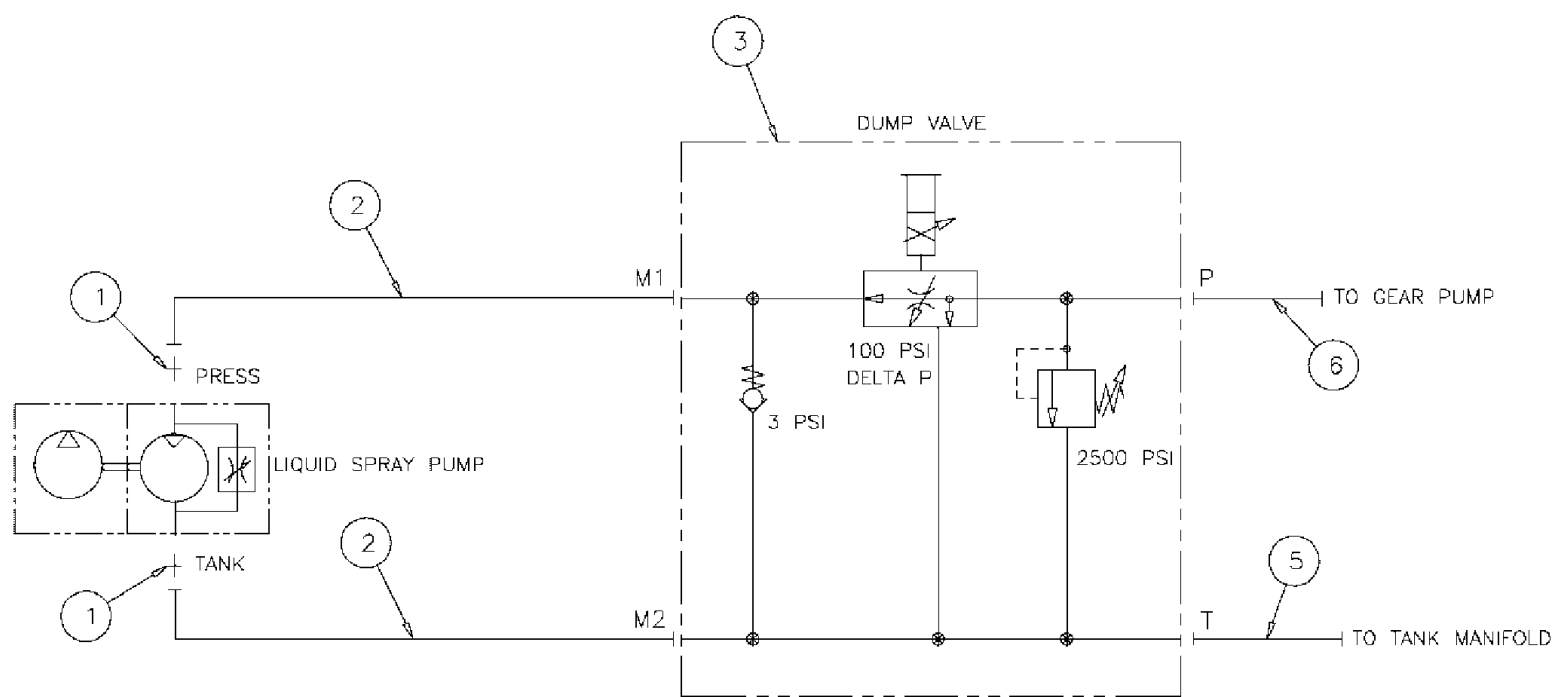 3
DUMP VALVE
2
1
M1
P
TO GEAR PUMP
6
PRESS
100 PSI
DELTA P
3 PSI
2500 PSI
LIQUID SPRAY PUMP
TANK
2
1
5
M2
T
TO TANK MANIFOLD